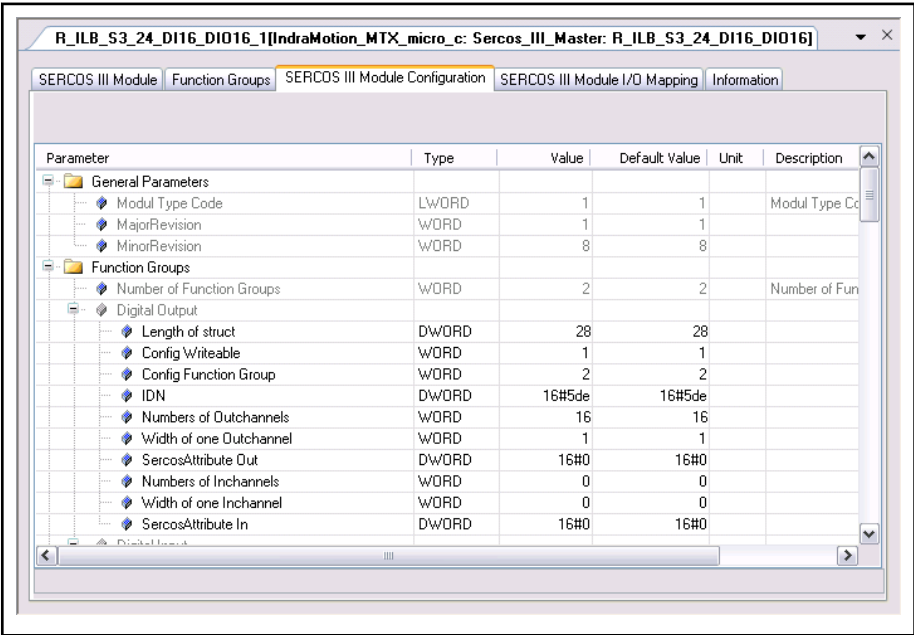 R_ILB_S3_24_DI16_DIO16_1[IndraMotion_MTX_micro_c: Sercos_III_Master: R_ILB_S3_24_DI16_DIO16]
SERCOS III Module Function Groups SERCOS III Module Configuration SERCOS III Module I/O Mapping Information
Parameter Type Value Default Value Unit Description
General Parameters
Modul Type Code LWORD 1 1 Modul Type Co
MajorRevision WORD 1 1
MinorRevision WORD 8 8
Function Groups
Number of Function Groups WORD 2 2 Number of Fun
Digital Output
Length of struct DWORD 28 28
Config Writeable WORD 1 1
Config Function Group WORD 2 2
IDN DWORD 16#5de 16#5de
Numbers of Outchannels WORD 16 16
Width of one Outchannel WORD 1 1
SercosAttribute Out DWORD 16#0 16#0
Numbers of Inchannels WORD 0 0
Width of one Inchannel WORD 0 0
SercosAttribute In DWORD 16#0 16#0
Digital Input